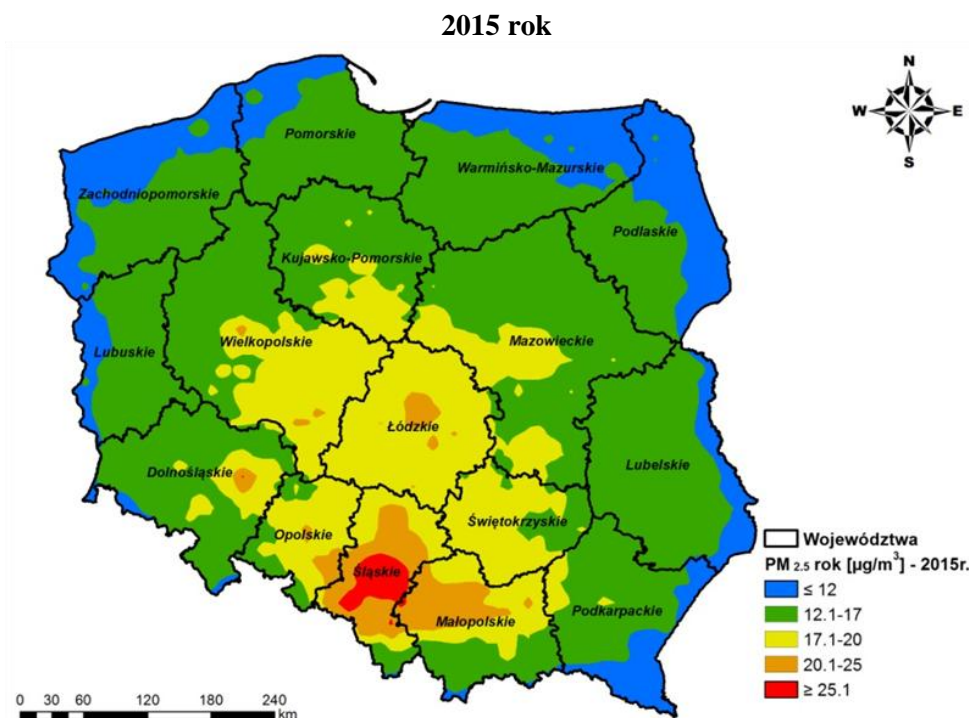 2015 rok
N
W E
S
Pomorskie
Warmińsko-Mazurskie
Zachodniopomorskie
Podlaskie
Kujawsko-Pomorskie
Wielkopolskie
Mazowieckie
Lubuskie
Łódzkie
Dolnośląskie
Lubelskie
Opolskie
Świętokrzyskie
Śląskie
Małopolskie
Podkarpackie
Województwa
PM 2.5 rok [µg/m³] - 2015r.
≤ 12
12.1-17
17.1-20
20.1-25
≥ 25.1
0 30 60 120 180 240
km